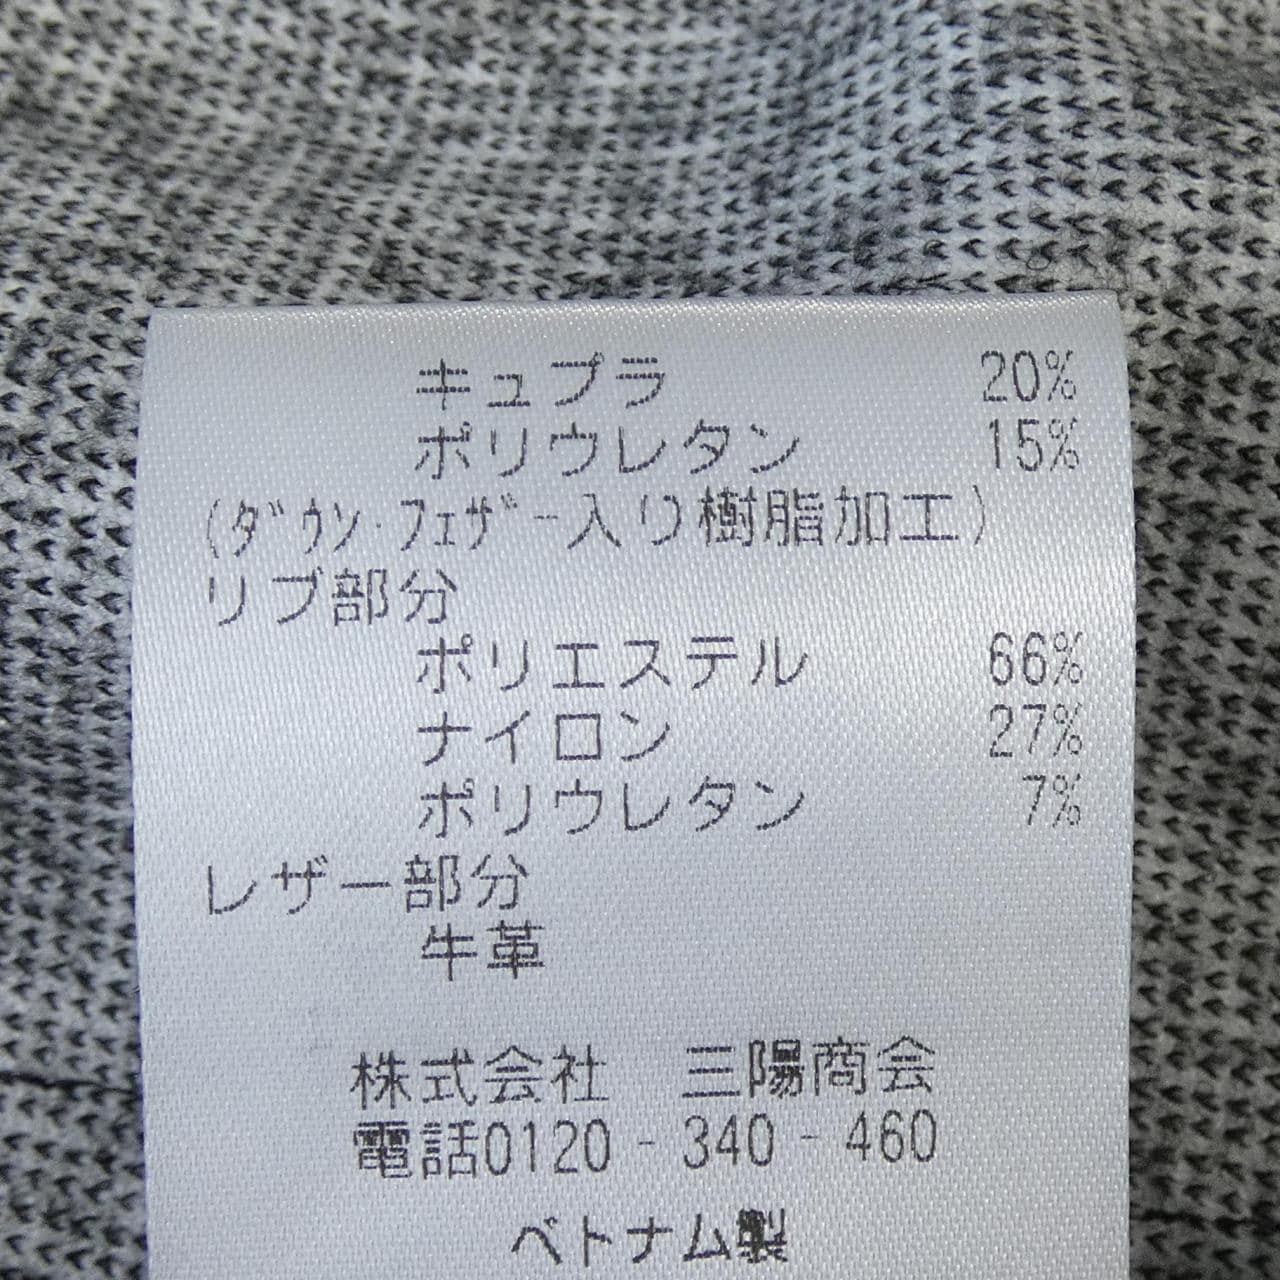 キュプラ 20%
ポリウレタン 15%
(ﾀﾞｳﾝ・ﾌｪｻﾞｰ入り樹脂加工)
リブ部分
ポリエステル 66%
ナイロン 27%
ポリウレタン 7%
レザー部分
牛革
株式会社 三陽商会
電話0120-340-460
ベトナム製